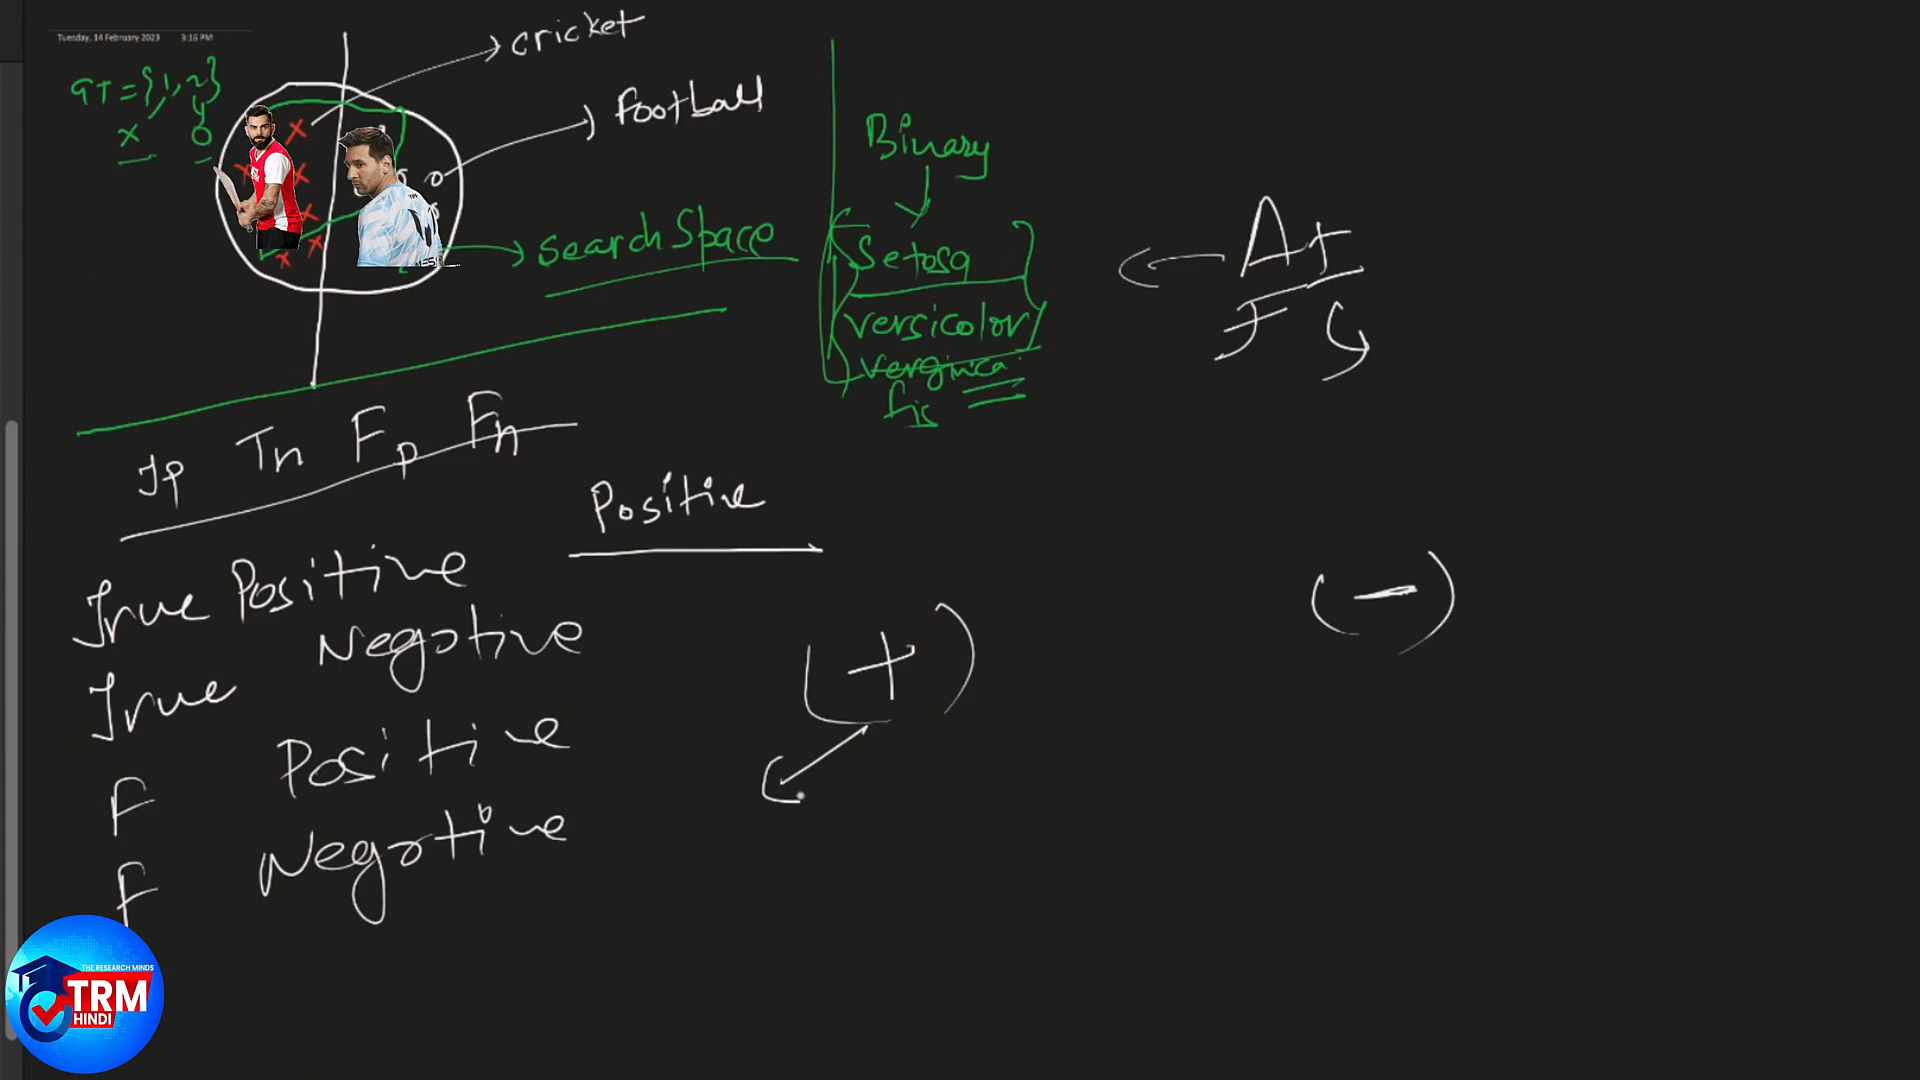 Tuesday, 14 February 2023 3:16 PM
GT = {1, 2}
X O
cricket
Football
Search Space
Binary
Setosa
versicolor
verginica
fis
Tp Tn Fp Fn
Positive
True Positive
True Negative
F Positive
F Negative
(+)
(-)
THE RESEARCH MINDS
TRM
HINDI